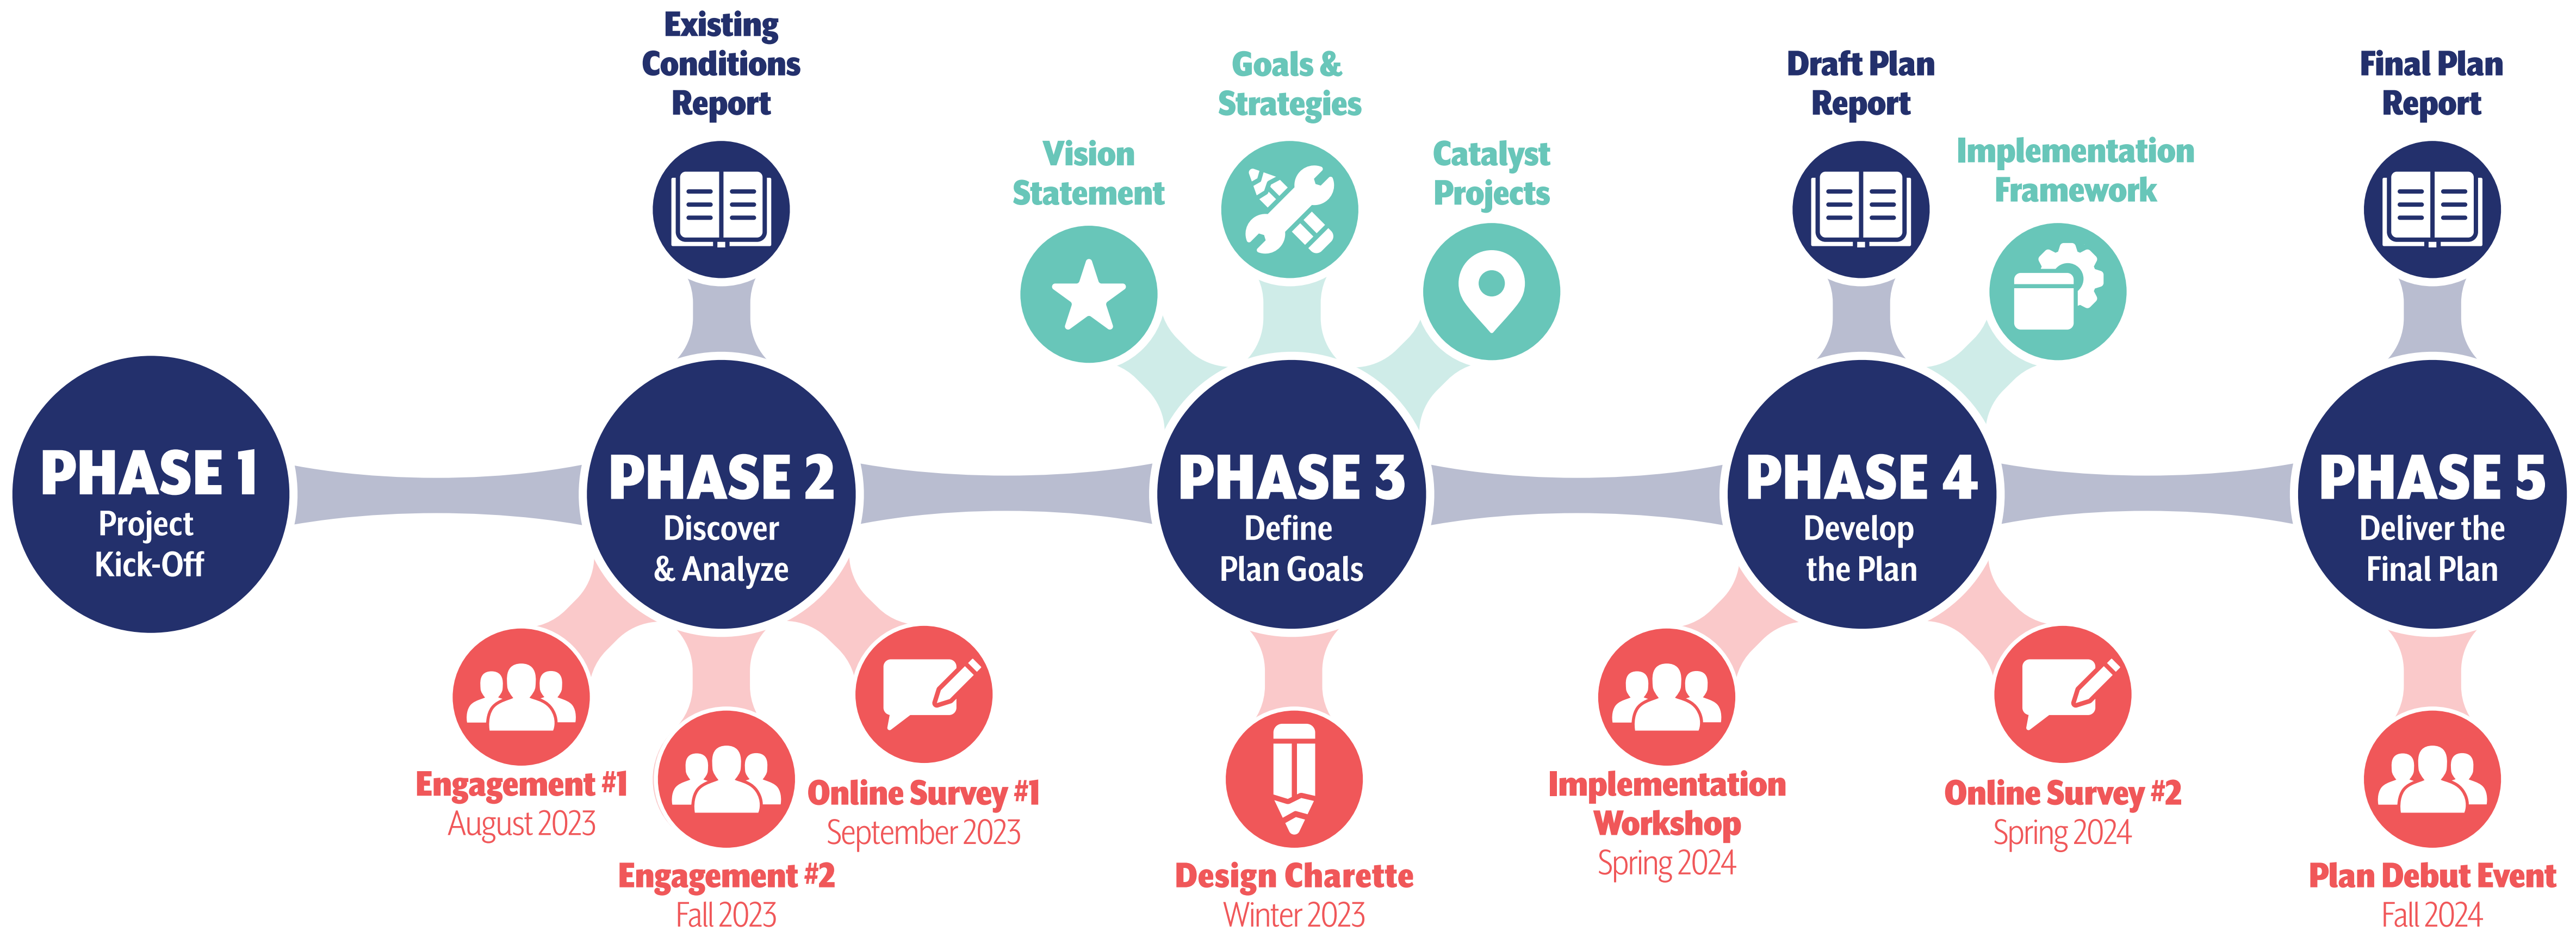 Existing
Conditions
Report
Vision
Statement
Goals &
Strategies
Catalyst
Projects
Draft Plan
Report
Implementation
Framework
Final Plan
Report
PHASE 1
Project
Kick-Off
PHASE 2
Discover
& Analyze
PHASE 3
Define
Plan Goals
PHASE 4
Develop
the Plan
PHASE 5
Deliver the
Final Plan
Engagement #1
August 2023
Engagement #2
Fall 2023
Online Survey #1
September 2023
Design Charette
Winter 2023
Implementation
Workshop
Spring 2024
Online Survey #2
Spring 2024
Plan Debut Event
Fall 2024